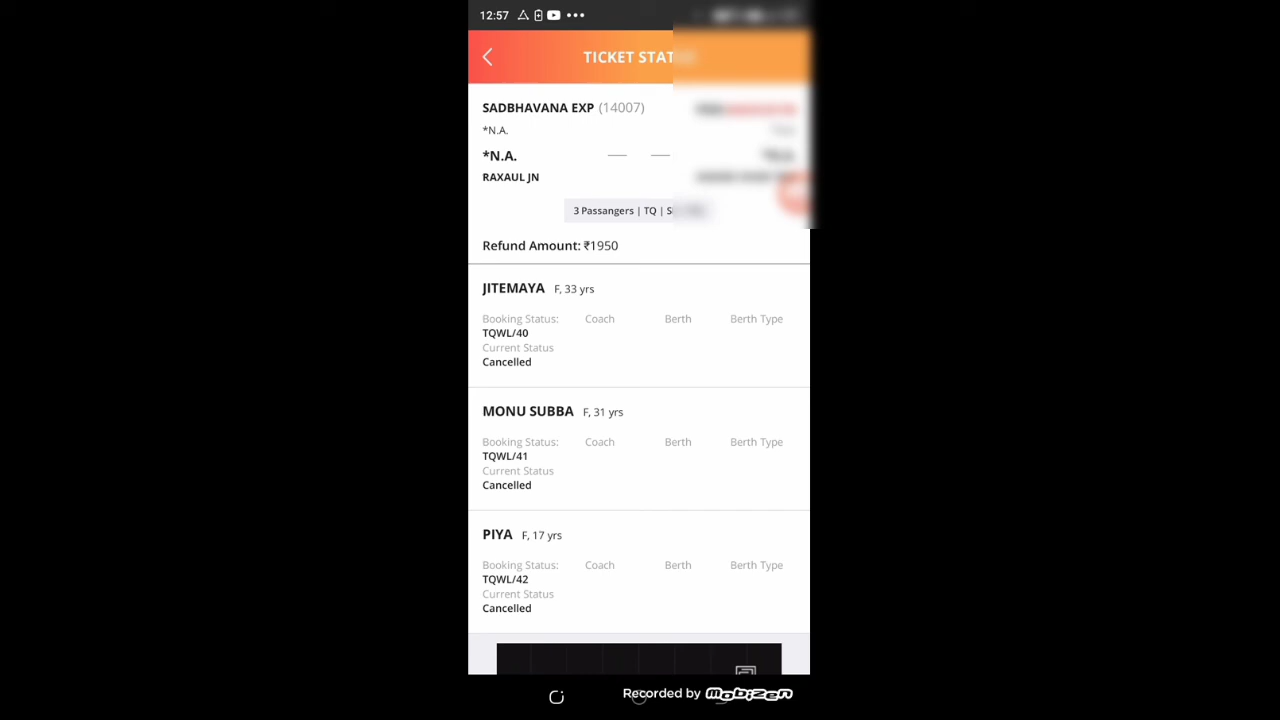 12:57
TICKET STAT
SADBHAVANA EXP (14007)
*N.A.
*N.A. — —
RAXAUL JN
3 Passangers | TQ | S
Refund Amount: ₹1950
JITEMAYA F, 33 yrs
Booking Status: Coach Berth Berth Type
TQWL/40
Current Status
Cancelled
MONU SUBBA F, 31 yrs
Booking Status: Coach Berth Berth Type
TQWL/41
Current Status
Cancelled
PIYA F, 17 yrs
Booking Status: Coach Berth Berth Type
TQWL/42
Current Status
Cancelled
Recorded by mobizen